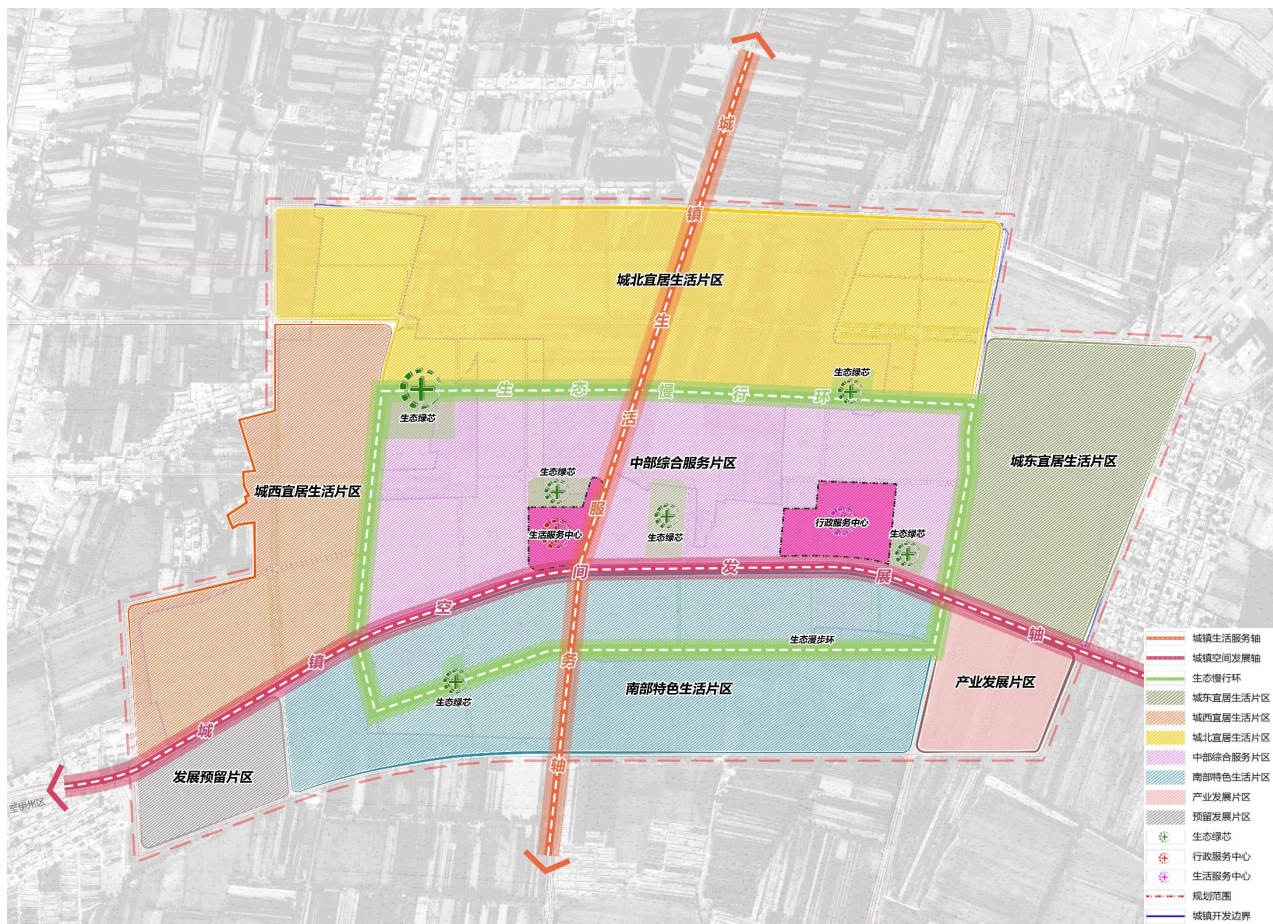 城镇生活服务轴
城北宜居生活片区
生态绿芯
生态慢行环
生态绿芯
中部综合服务片区
城东宜居生活片区
城西宜居生活片区
生态绿芯
生活服务中心
生态绿芯
行政服务中心
生态绿芯
城镇空间发展轴
生态漫步环
生态绿芯
南部特色生活片区
产业发展片区
发展预留片区
至伊州区
城镇生活服务轴
城镇空间发展轴
生态慢行环
城东宜居生活片区
城西宜居生活片区
城北宜居生活片区
中部综合服务片区
南部特色生活片区
产业发展片区
预留发展片区
生态绿芯
行政服务中心
生活服务中心
规划范围
城镇开发边界